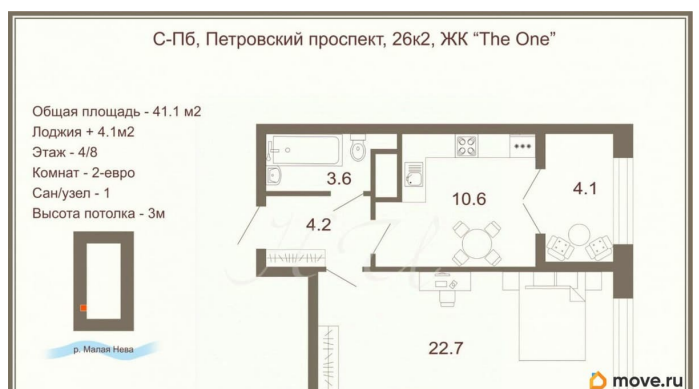 С-Пб, Петровский проспект, 26к2, ЖК “The One”
Общая площадь - 41.1 м2
Лоджия + 4.1м2
Этаж - 4/8
Комнат - 2-евро
Сан/узел - 1
Высота потолка - 3м
3.6
10.6
4.1
4.2
22.7
р. Малая Нева
move.ru